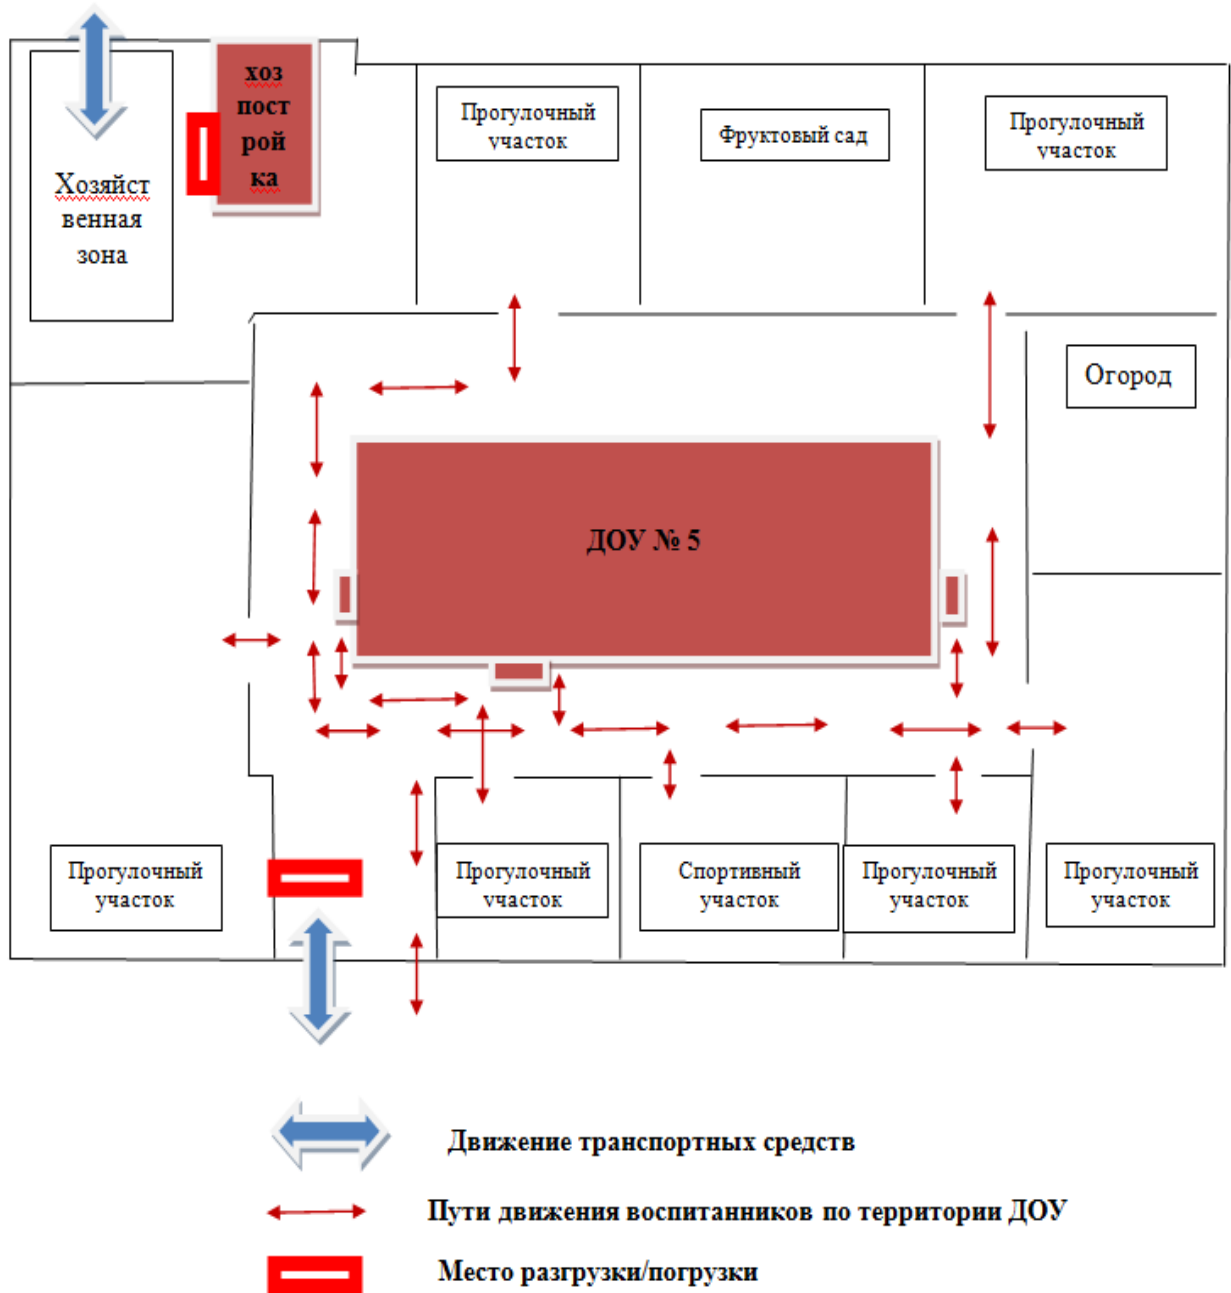 хоз
пост
рой
ка
Хозяйст
венная
зона
Прогулочный
участок
Фруктовый сад
Прогулочный
участок
Огород
ДОУ № 5
Прогулочный
участок
Прогулочный
участок
Спортивный
участок
Прогулочный
участок
Прогулочный
участок
Движение транспортных средств
Пути движения воспитанников по территории ДОУ
Место разгрузки/погрузки